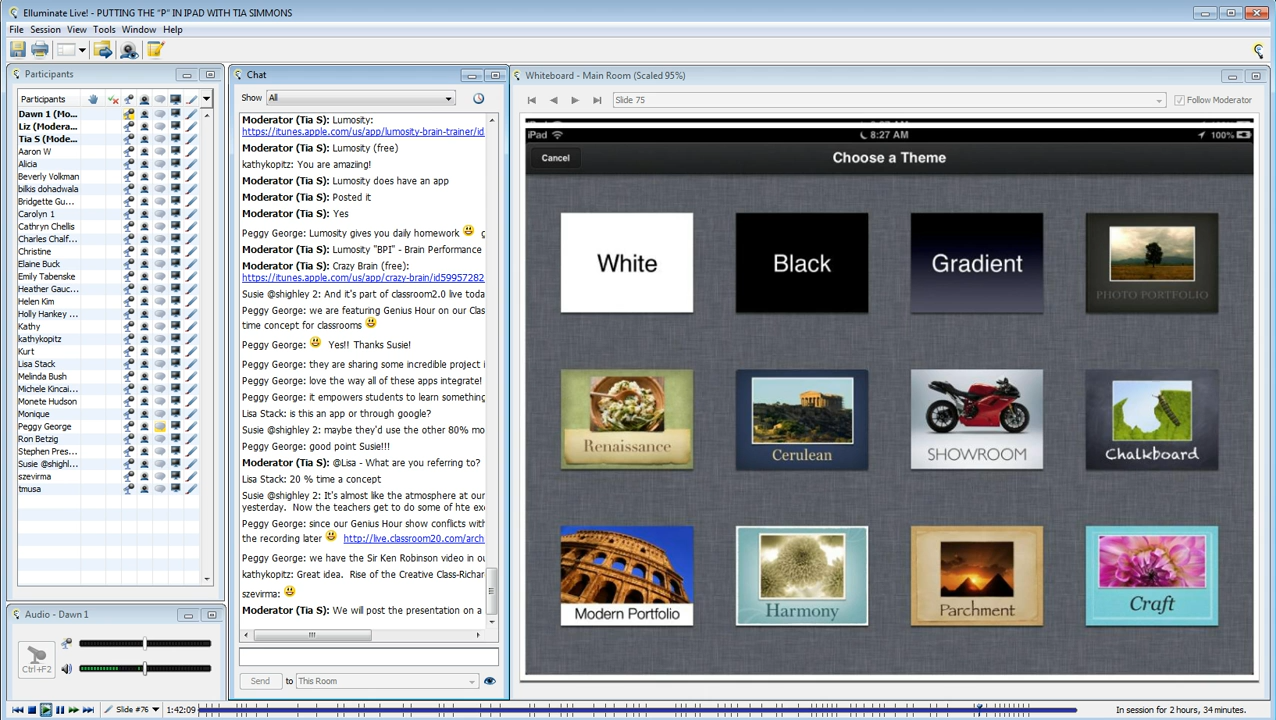 Elluminate Live! - PUTTING THE "P" IN IPAD WITH TIA SIMMONS
File Session View Tools Window Help
Participants
Participants
Dawn 1 (Mo...
Liz (Modera...
Tia S (Mode...
Aaron W
Alicia
Beverly Volkman
bilkis dohadwala
Bridgette Gu...
Carolyn 1
Cathryn Chellis
Charles Chalf...
Christine
Elaine Buck
Emily Tabenske
Heather Gauc...
Helen Kim
Holly Hankey ...
Kathy
kathykopitz
Kurt
Lisa Stack
Melinda Bush
Michele Kincai...
Monete Hudson
Monique
Peggy George
Ron Betzig
Stephen Pres...
Susie @shighl...
szevirma
tmusa
Audio - Dawn 1
Ctrl+F2
Chat
Show All
Moderator (Tia S): Lumosity:
https://itunes.apple.com/us/app/lumosity-brain-trainer/id
Moderator (Tia S): Lumosity (free)
kathykopitz: You are amaziing!
Moderator (Tia S): Lumosity does have an app
Moderator (Tia S): Posted it
Moderator (Tia S): Yes
Peggy George: Lumosity gives you daily homework g
Moderator (Tia S): Lumosity "BPI" - Brain Performance
Moderator (Tia S): Crazy Brain (free):
https://itunes.apple.com/us/app/crazy-brain/id59957282
Susie @shighley 2: And it's part of classroom2.0 live toda
Peggy George: we are featuring Genius Hour on our Clas
time concept for classrooms
Peggy George: Yes!! Thanks Susie!
Peggy George: they are sharing some incredible project i
Peggy George: love the way all of these apps integrate!
Peggy George: it empowers students to learn something
Lisa Stack: is this an app or through google?
Susie @shighley 2: maybe they'd use the other 80% mo
Peggy George: good point Susie!!!
Moderator (Tia S): @Lisa - What are you referring to?
Lisa Stack: 20 % time a concept
Susie @shighley 2: It's almost like the atmosphere at our
yesterday. Now the teachers get to do some of hte exc
Peggy George: since our Genius Hour show conflicts with
the recording later http://live.classroom20.com/arch
Peggy George: we have the Sir Ken Robinson video in ou
kathykopitz: Great idea. Rise of the Creative Class-Richar
szevirma:
Moderator (Tia S): We will post the presentation on a
Send to This Room
Whiteboard - Main Room (Scaled 95%)
Slide 75 Follow Moderator
iPad 8:27 AM 100%
Cancel Choose a Theme
White Black Gradient PHOTO PORTFOLIO
Renaissance Cerulean SHOWROOM Chalkboard
Modern Portfolio Harmony Parchment Craft
Slide #76 1:42:09 In session for 2 hours, 34 minutes.